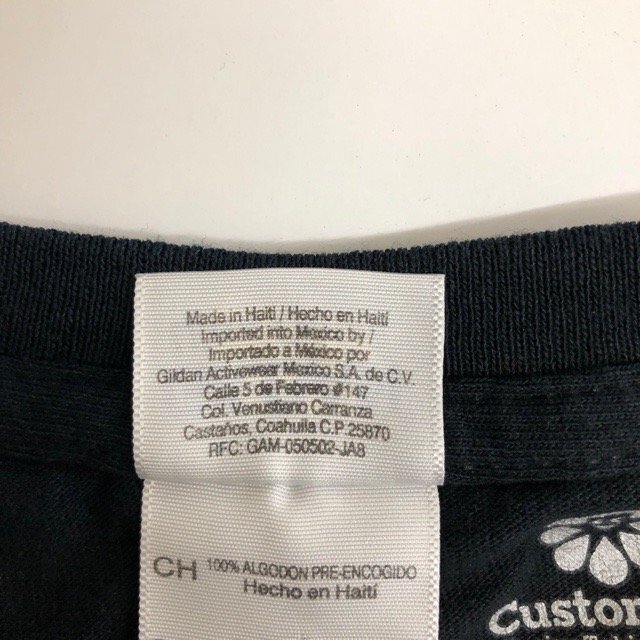 Made in Haiti / Hecho en Haití
Imported into Mexico by /
Importado a México por
Gildan Activewear Mexico S.A. de C.V.
Calle 5 de Febrero #147
Col. Venustiano Carranza
Castaños, Coahuila C.P 25870
RFC: GAM-050502-JA8
CH 100% ALGODON PRE-ENCOGIDO
Hecho en Haití
Custom